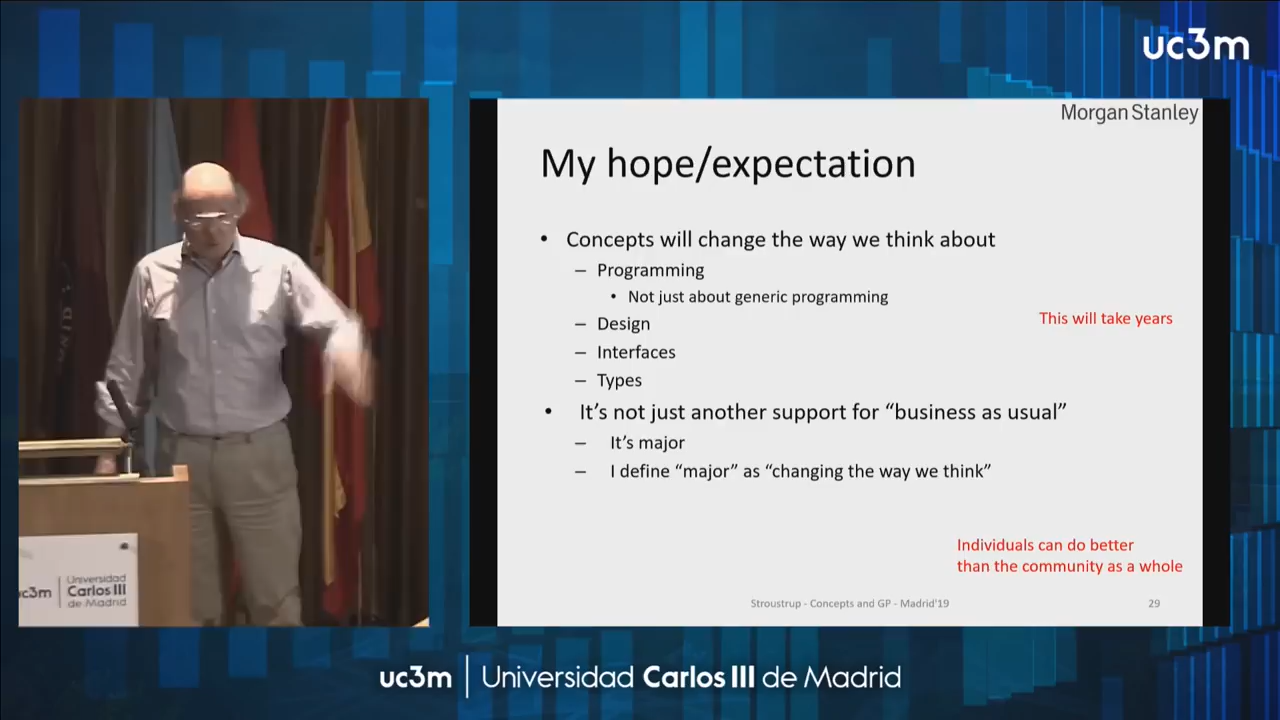 uc3m
Morgan Stanley
My hope/expectation
• Concepts will change the way we think about
– Programming
• Not just about generic programming
– Design
– Interfaces
– Types
This will take years
• It's not just another support for “business as usual”
– It's major
– I define “major” as “changing the way we think”
Individuals can do better
than the community as a whole
Stroustrup - Concepts and GP - Madrid'19
29
uc3m
Universidad
Carlos III
de Madrid
uc3m | Universidad Carlos III de Madrid